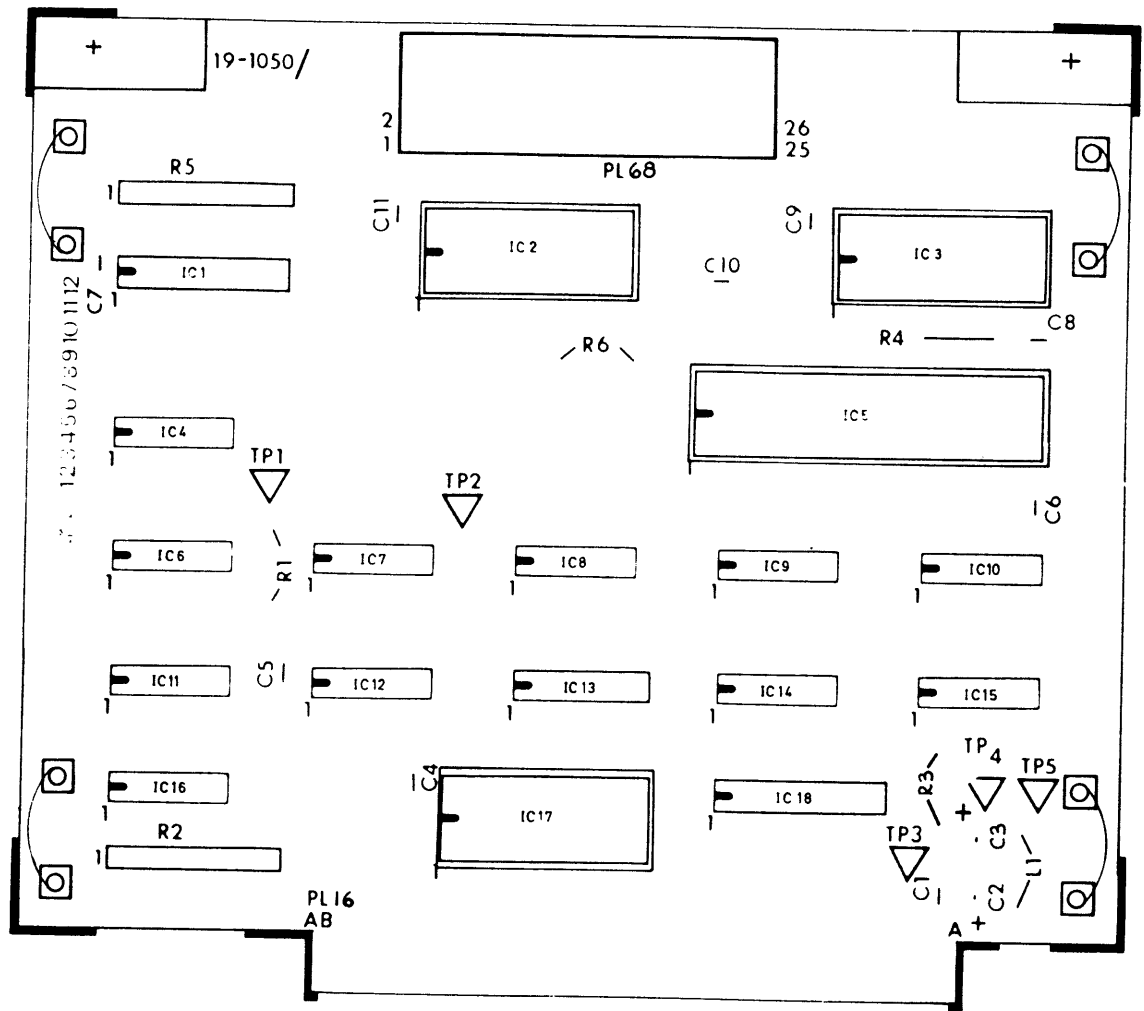 +
19-1050/
+
2
1
26
25
PL68
R5
1
C11
IC2
C9
IC3
IC1
1
C7
C10
C8
R4
R6
IC5
123456789101112
IC4
1
TP1
TP2
C6
IC6
1
R1
IC7
1
IC8
1
IC9
1
IC10
1
IC11
1
C5
IC12
1
IC13
1
IC14
1
IC15
1
TP4
TP5
C4
R3
IC16
1
IC17
IC18
1
+
C3
R2
1
TP3
L1
C1
C2
PL16
AB
A
+